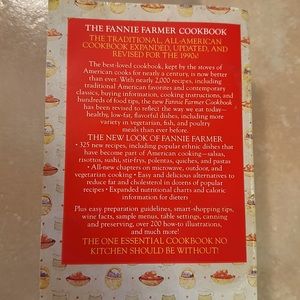 THE FANNIE FARMER COOKBOOK
THE TRADITIONAL, ALL-AMERICAN
COOKBOOK EXPANDED, UPDATED, AND
REVISED FOR THE 1990s
The best-loved cookbook, kept by the stoves of
American cooks for nearly a century, is now better
than ever. With nearly 2,000 recipes, including
traditional American favorites and contemporary
classics, buying information, cooking instructions, and
hundreds of food tips, the new Fannie Farmer Cookbook
has been revised to reflect the way we eat today—
healthy, low-fat, flavorful dishes, including more
variety in vegetarian, fish, and poultry
meals than ever before.
THE NEW LOOK OF FANNIE FARMER
• 325 new recipes, including popular ethnic dishes that
have become part of American cooking—salsa,
risottos, sushi, stir-frys, polentas, quiches, and pastas
• All-new chapters on microwave, outdoor, and
vegetarian cooking • Easy and delicious alternatives to
reduce fat and cholesterol in dozens of popular
recipes • Expanded nutritional charts and caloric
information for dieters
Plus easy preparation guidelines, smart-shopping tips,
wine facts, sample menus, table settings, canning
and preserving, over 200 how-to illustrations,
and much more!
THE ONE ESSENTIAL COOKBOOK NO
KITCHEN SHOULD BE WITHOUT!